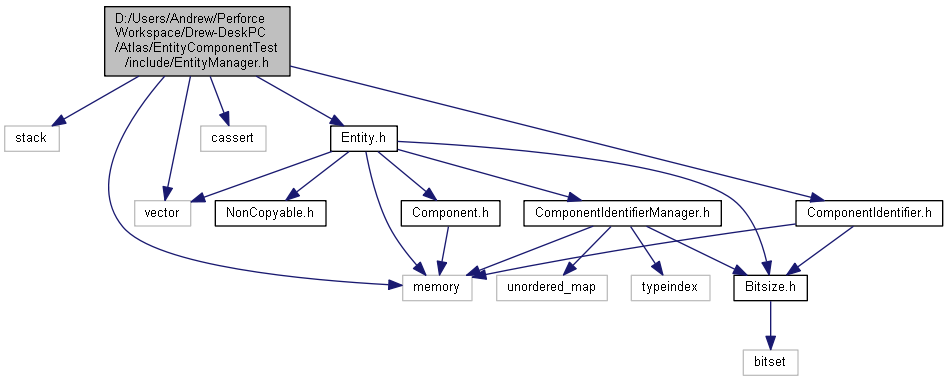 D:/Users/Andrew/Perforce
Workspace/Drew-DeskPC
/Atlas/EntityComponentTest
/include/EntityManager.h
stack
cassert
Entity.h
vector
NonCopyable.h
Component.h
ComponentIdentifierManager.h
ComponentIdentifier.h
memory
unordered_map
typeindex
Bitsize.h
bitset